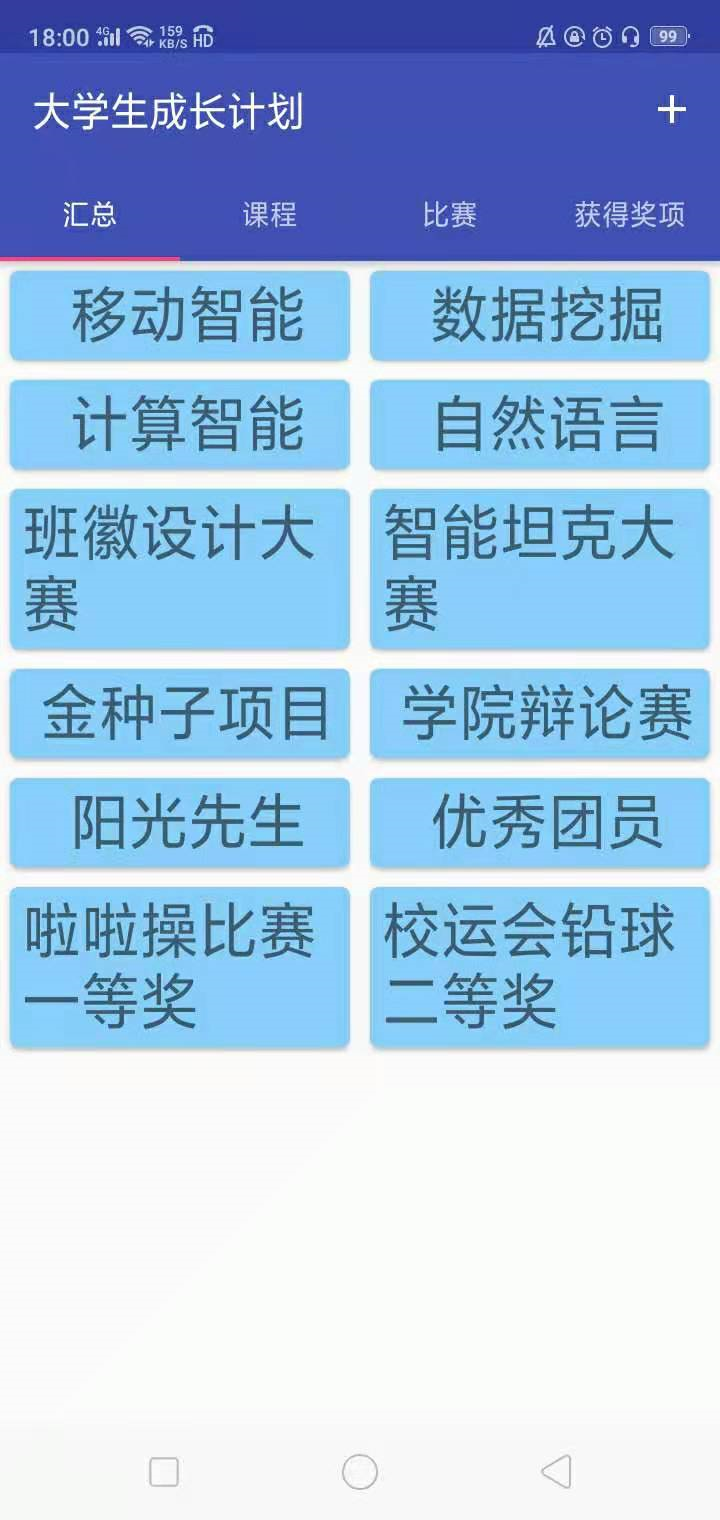 18:00 4G 159 KB/S HD 99
大学生成长计划 +
汇总 课程 比赛 获得奖项
移动智能 数据挖掘
计算智能 自然语言
班徽设计大
赛
智能坦克大
赛
金种子项目 学院辩论赛
阳光先生 优秀团员
啦啦操比赛
一等奖
校运会铅球
二等奖